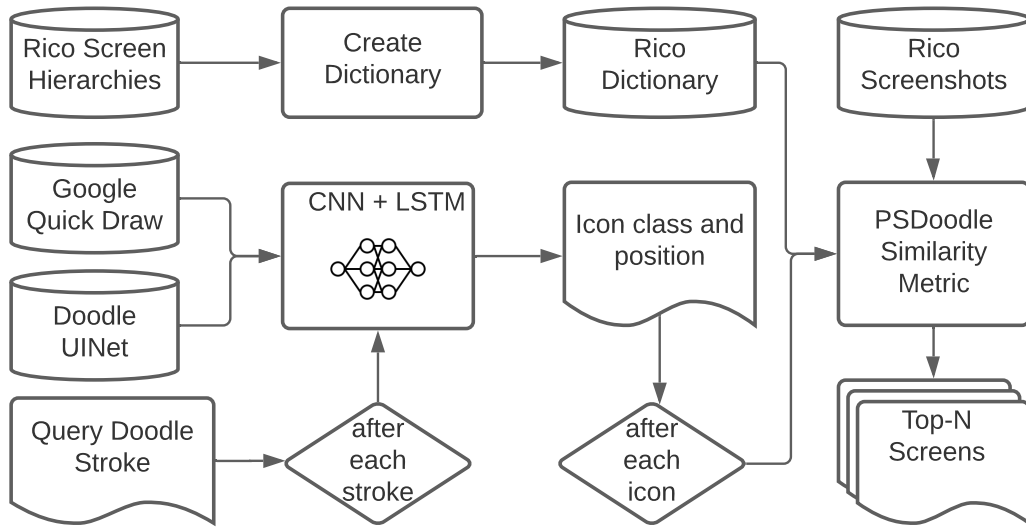 Rico Screen
Hierarchies
Create
Dictionary
Rico
Dictionary
Rico
Screenshots
Google
Quick Draw
CNN + LSTM
Icon class and
position
PSDoodle
Similarity
Metric
Doodle
UINet
Query Doodle
Stroke
after
each
stroke
after
each
icon
Top-N
Screens